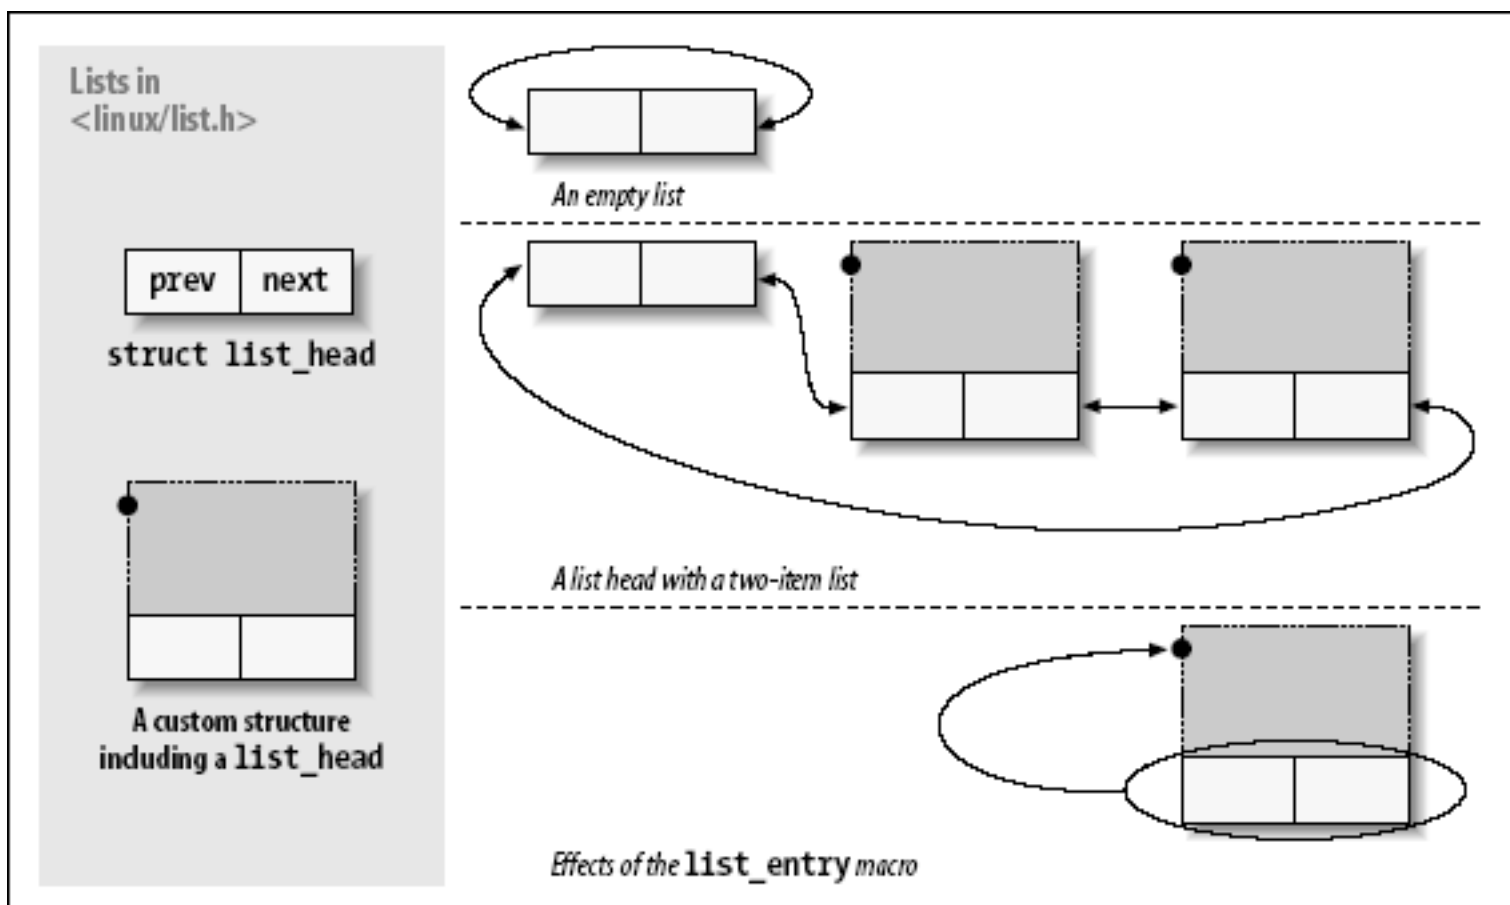 Lists in
<linux/list.h>
prev next
struct list_head
A custom structure
including a list_head
An empty list
A list head with a two-item list
Effects of the list_entry macro